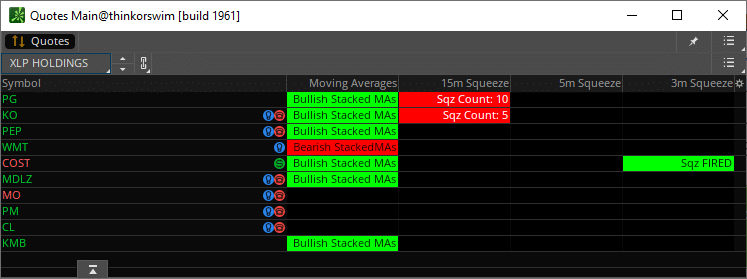 Quotes Main@thinkorswim [build 1961]
Quotes
XLP HOLDINGS
Symbol Moving Averages 15m Squeeze 5m Squeeze 3m Squeeze
PG Bullish Stacked MAs Sqz Count: 10
KO Bullish Stacked MAs Sqz Count: 5
PEP Bullish Stacked MAs
WMT Bearish StackedMAs
COST Bullish Stacked MAs Sqz FIRED
MDLZ Bullish Stacked MAs
MO
PM
CL
KMB Bullish Stacked MAs